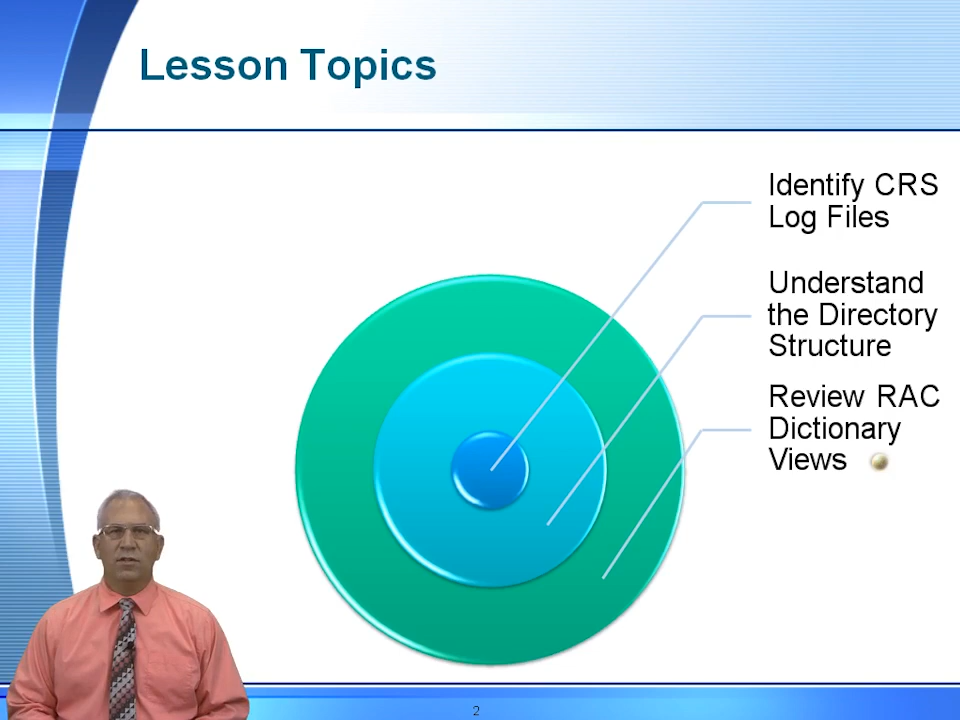 Lesson Topics
Identify CRS
Log Files
Understand
the Directory
Structure
Review RAC
Dictionary
Views
2